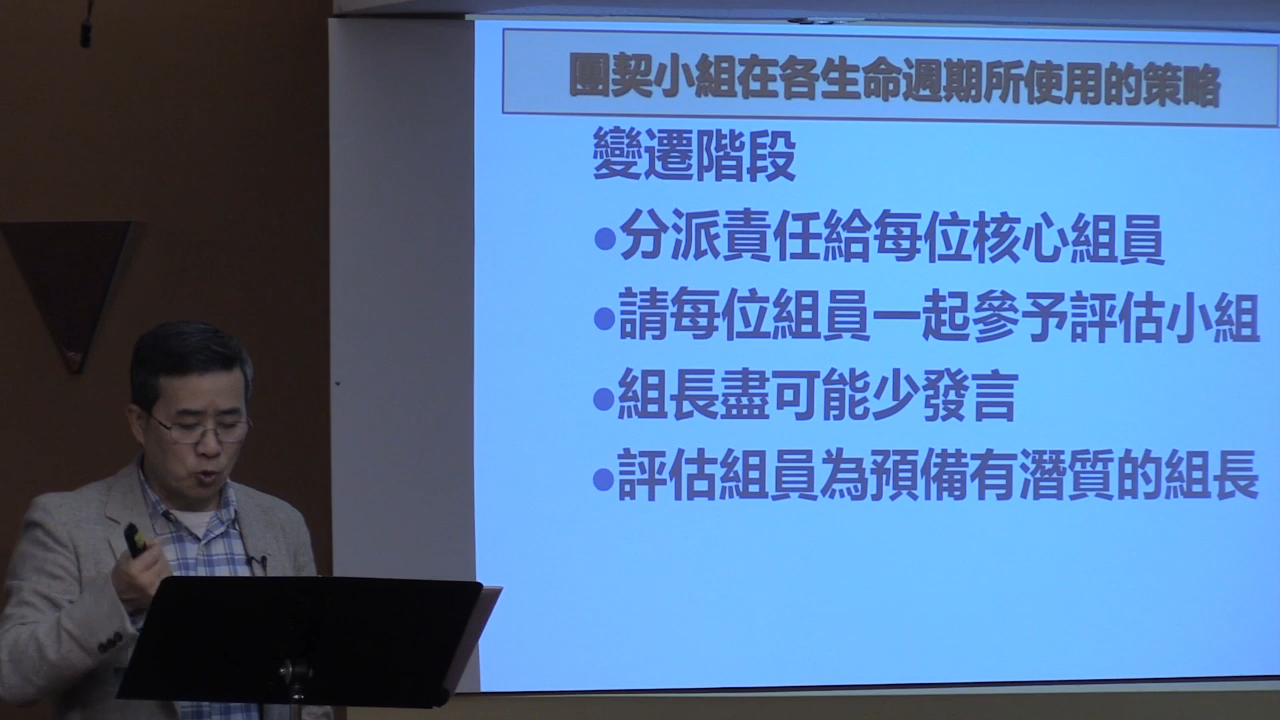 團契小組在各生命週期所使用的策略
變遷階段
•分派責任給每位核心組員
•請每位組員一起參予評估小組
•組長盡可能少發言
•評估組員為預備有潛質的組長